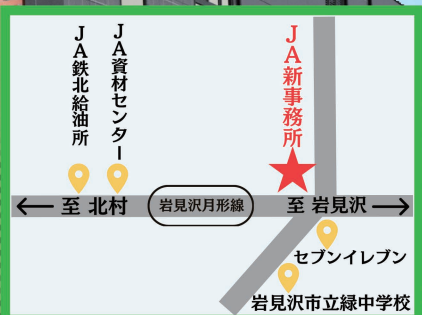 JA鉄北給油所
JA資材センター
JA新事務所
← 至 北村
岩見沢月形線
至 岩見沢 →
セブンイレブン
岩見沢市立緑中学校